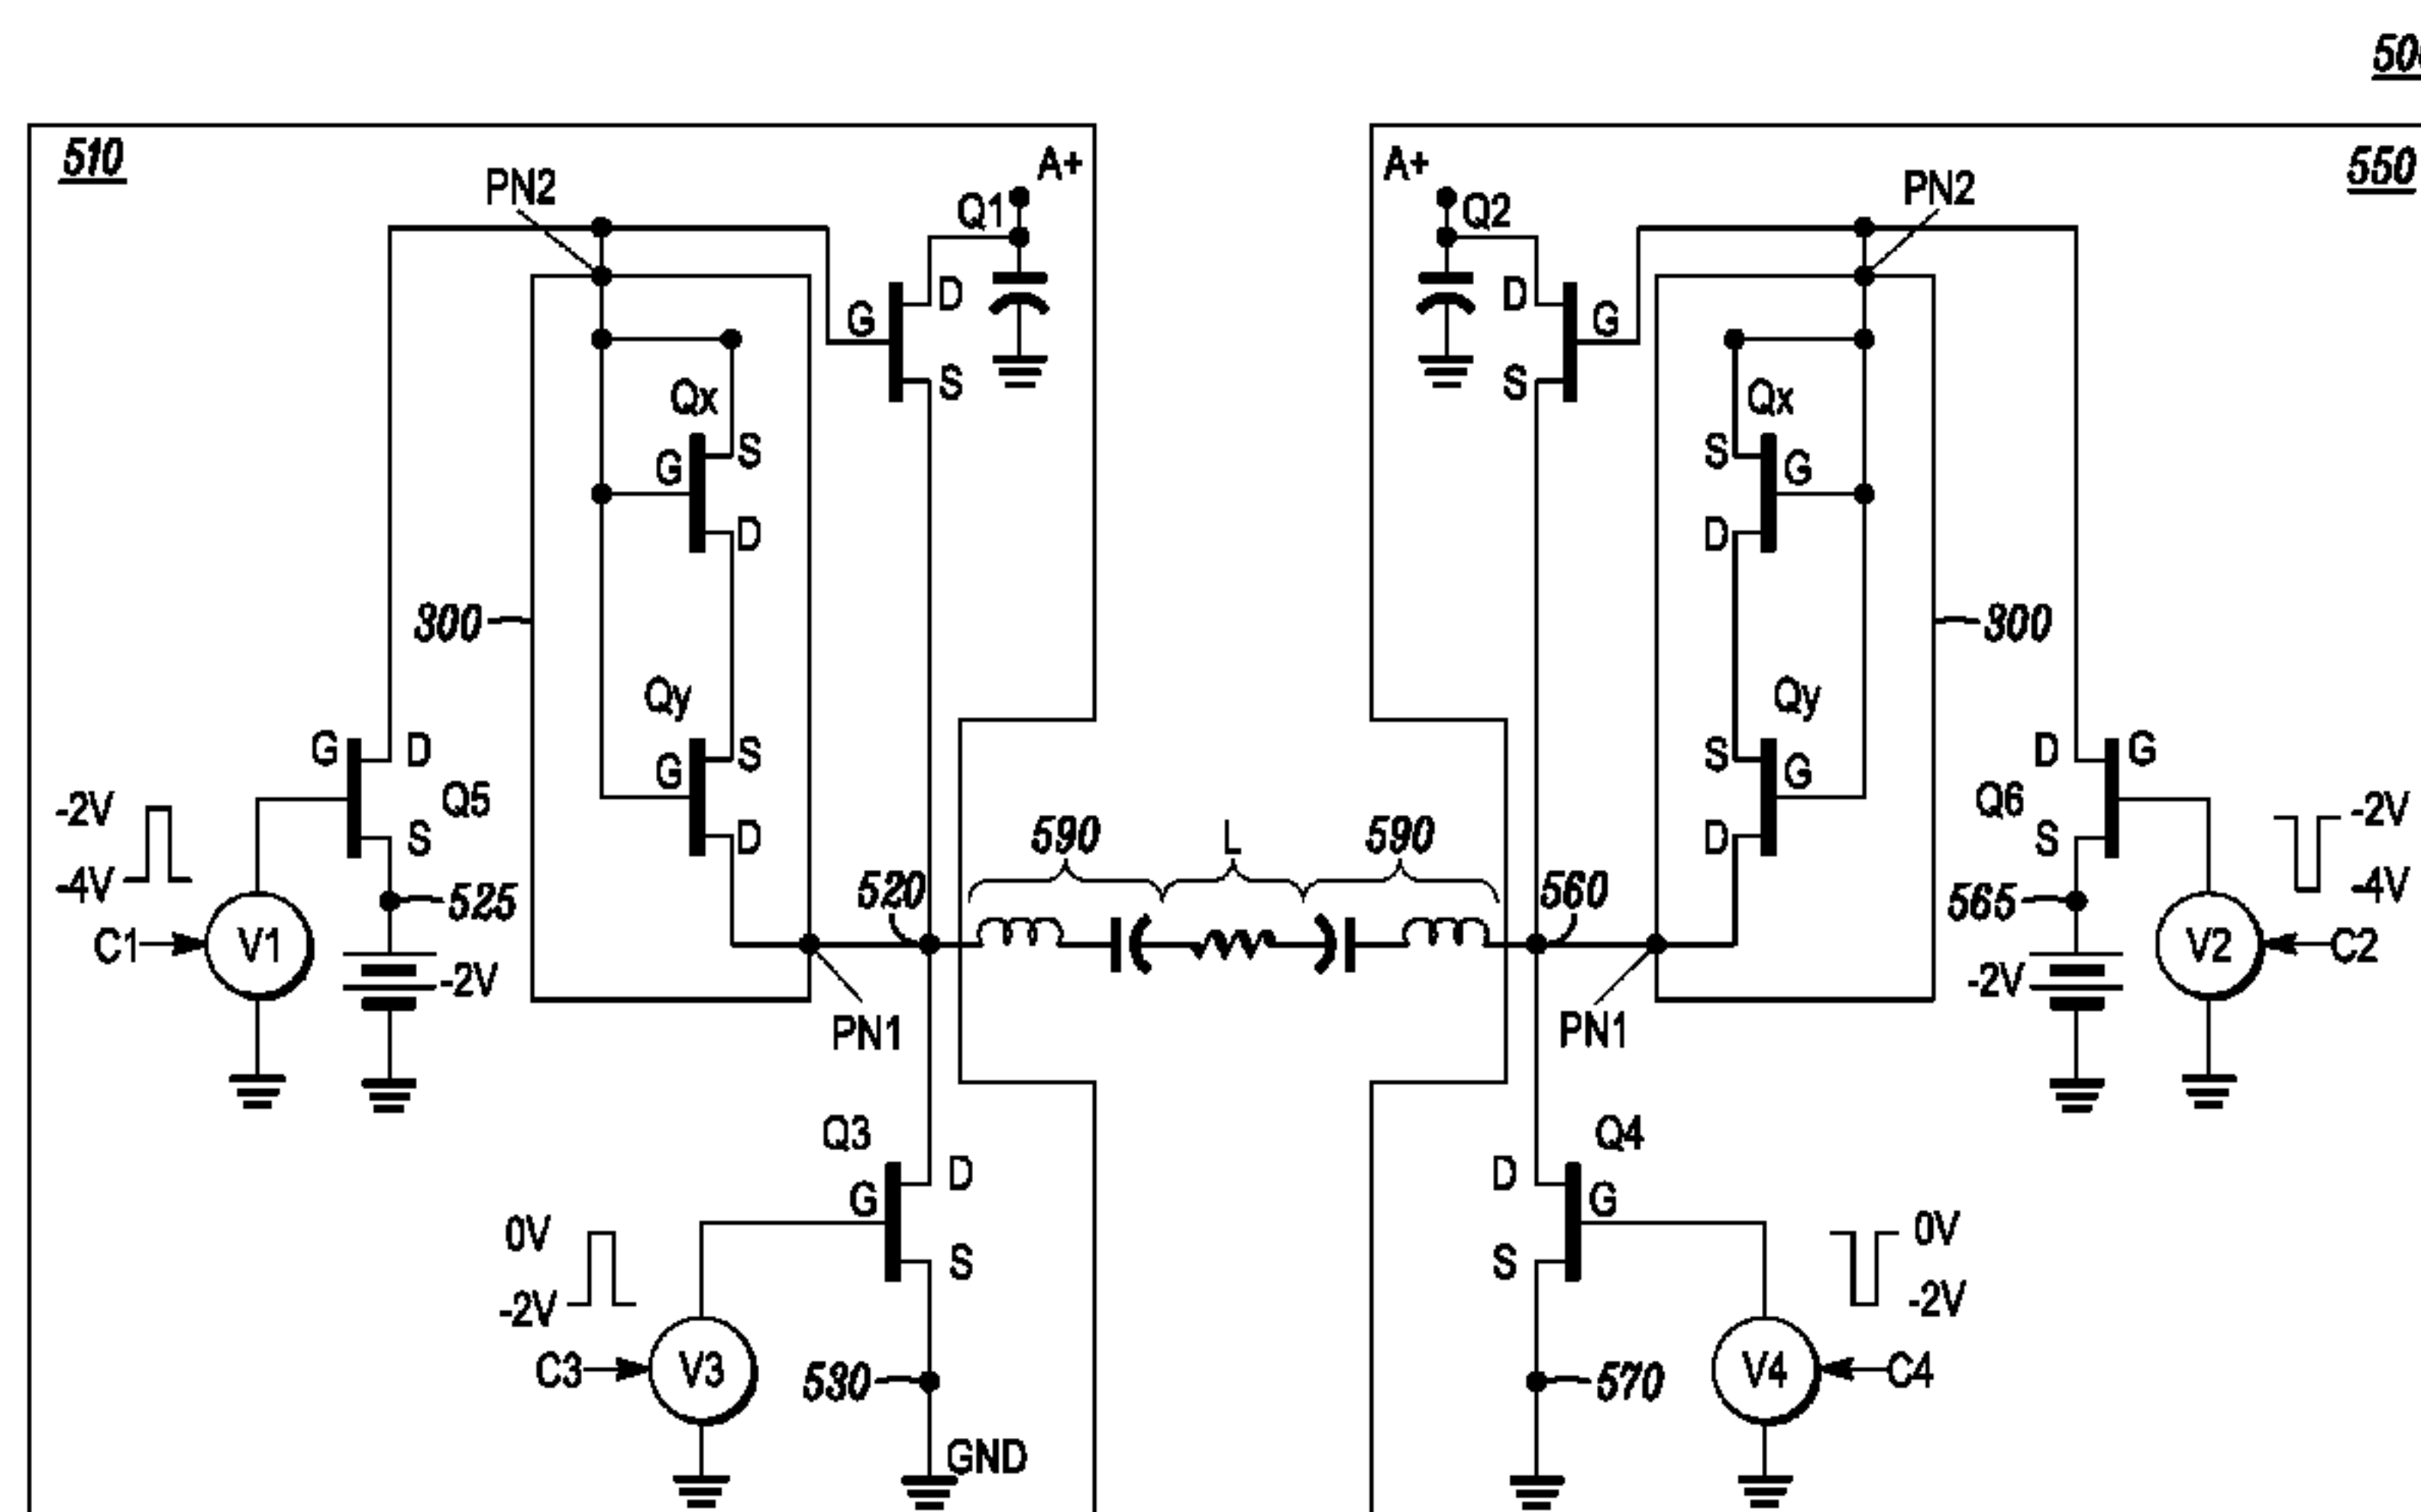 510
PN2
Q1
A+
A+
Q2
PN2
550
G
D
S
D
G
S
Qx
S
G
D
Qx
S
G
D
300
300
Qy
S
G
D
Qy
S
G
D
G
D
Q5
S
-2V
-4V
525
C1
V1
-2V
520
590
L
590
560
PN1
PN1
D
G
Q6
S
-2V
-4V
565
V2
C2
-2V
Q3
D
G
S
0V
-2V
C3
V3
530
GND
Q4
D
G
S
0V
-2V
V4
C4
570